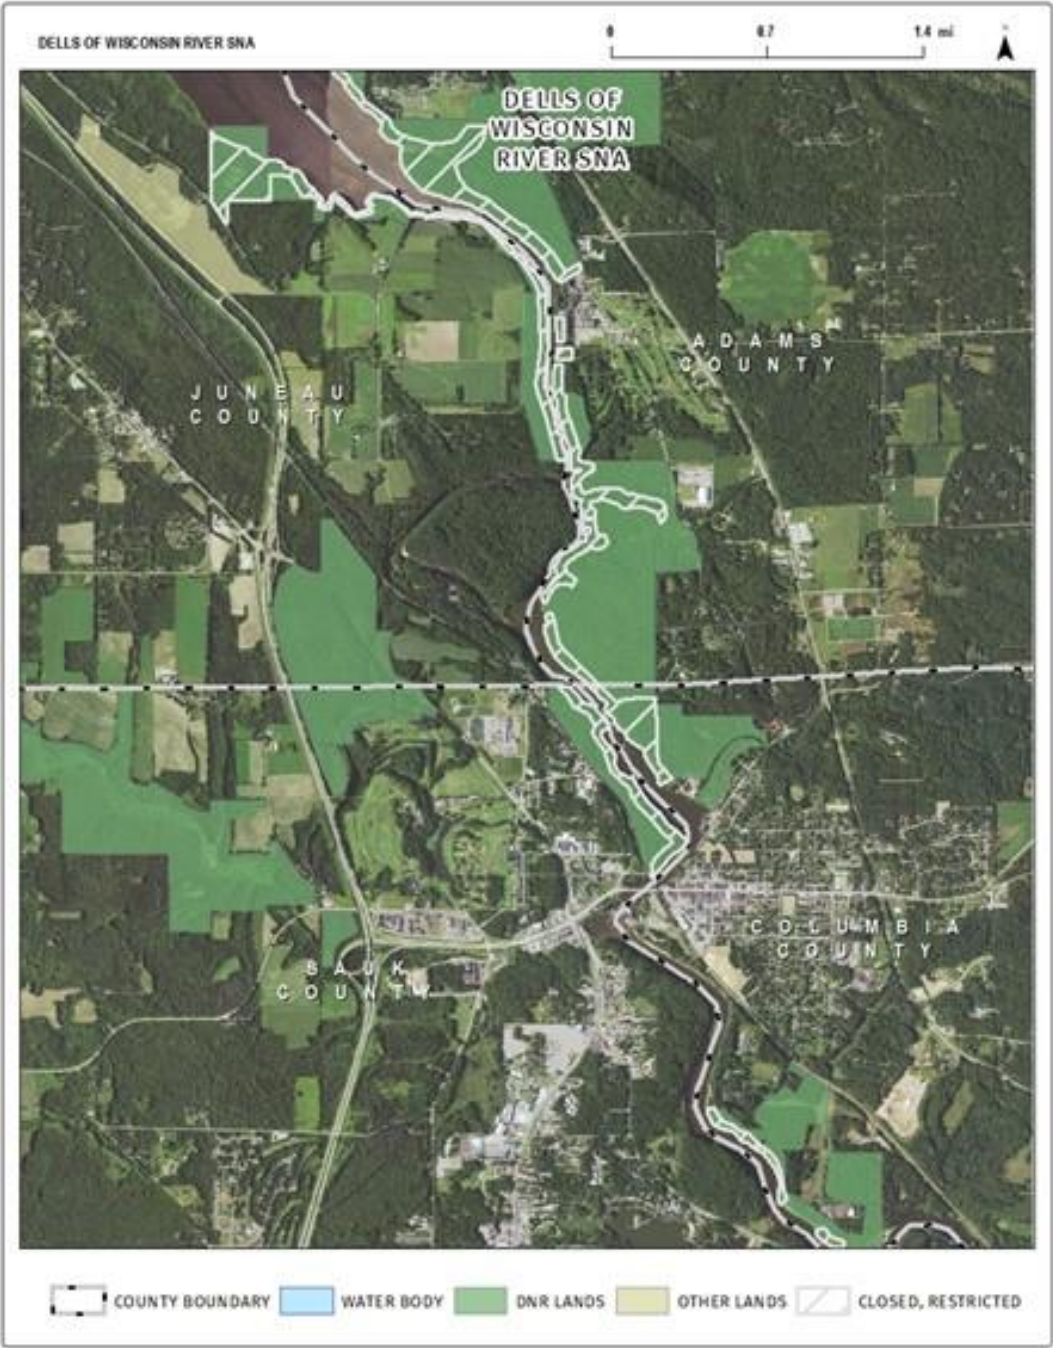 DELLS OF WISCONSIN RIVER SNA
0 0.7 1.4 mi
DELLS OF
WISCONSIN
RIVER SNA
ADAMS
COUNTY
JUNEAU
COUNTY
COLUMBIA
COUNTY
SAUK
COUNTY
COUNTY BOUNDARY WATER BODY DNR LANDS OTHER LANDS CLOSED, RESTRICTED